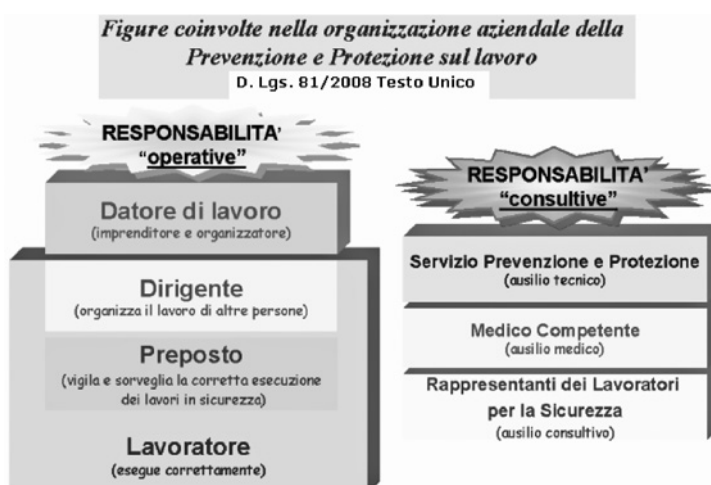 Figure coinvolte nella organizzazione aziendale della
Prevenzione e Protezione sul lavoro
D. Lgs. 81/2008 Testo Unico
RESPONSABILITA'
"operative"
Datore di lavoro
(imprenditore e organizzatore)
Dirigente
(organizza il lavoro di altre persone)
Preposto
(vigila e sorveglia la corretta esecuzione
dei lavori in sicurezza)
Lavoratore
(esegue correttamente)
RESPONSABILITA'
"consultive"
Servizio Prevenzione e Protezione
(ausilio tecnico)
Medico Competente
(ausilio medico)
Rappresentanti dei Lavoratori
per la Sicurezza
(ausilio consultivo)